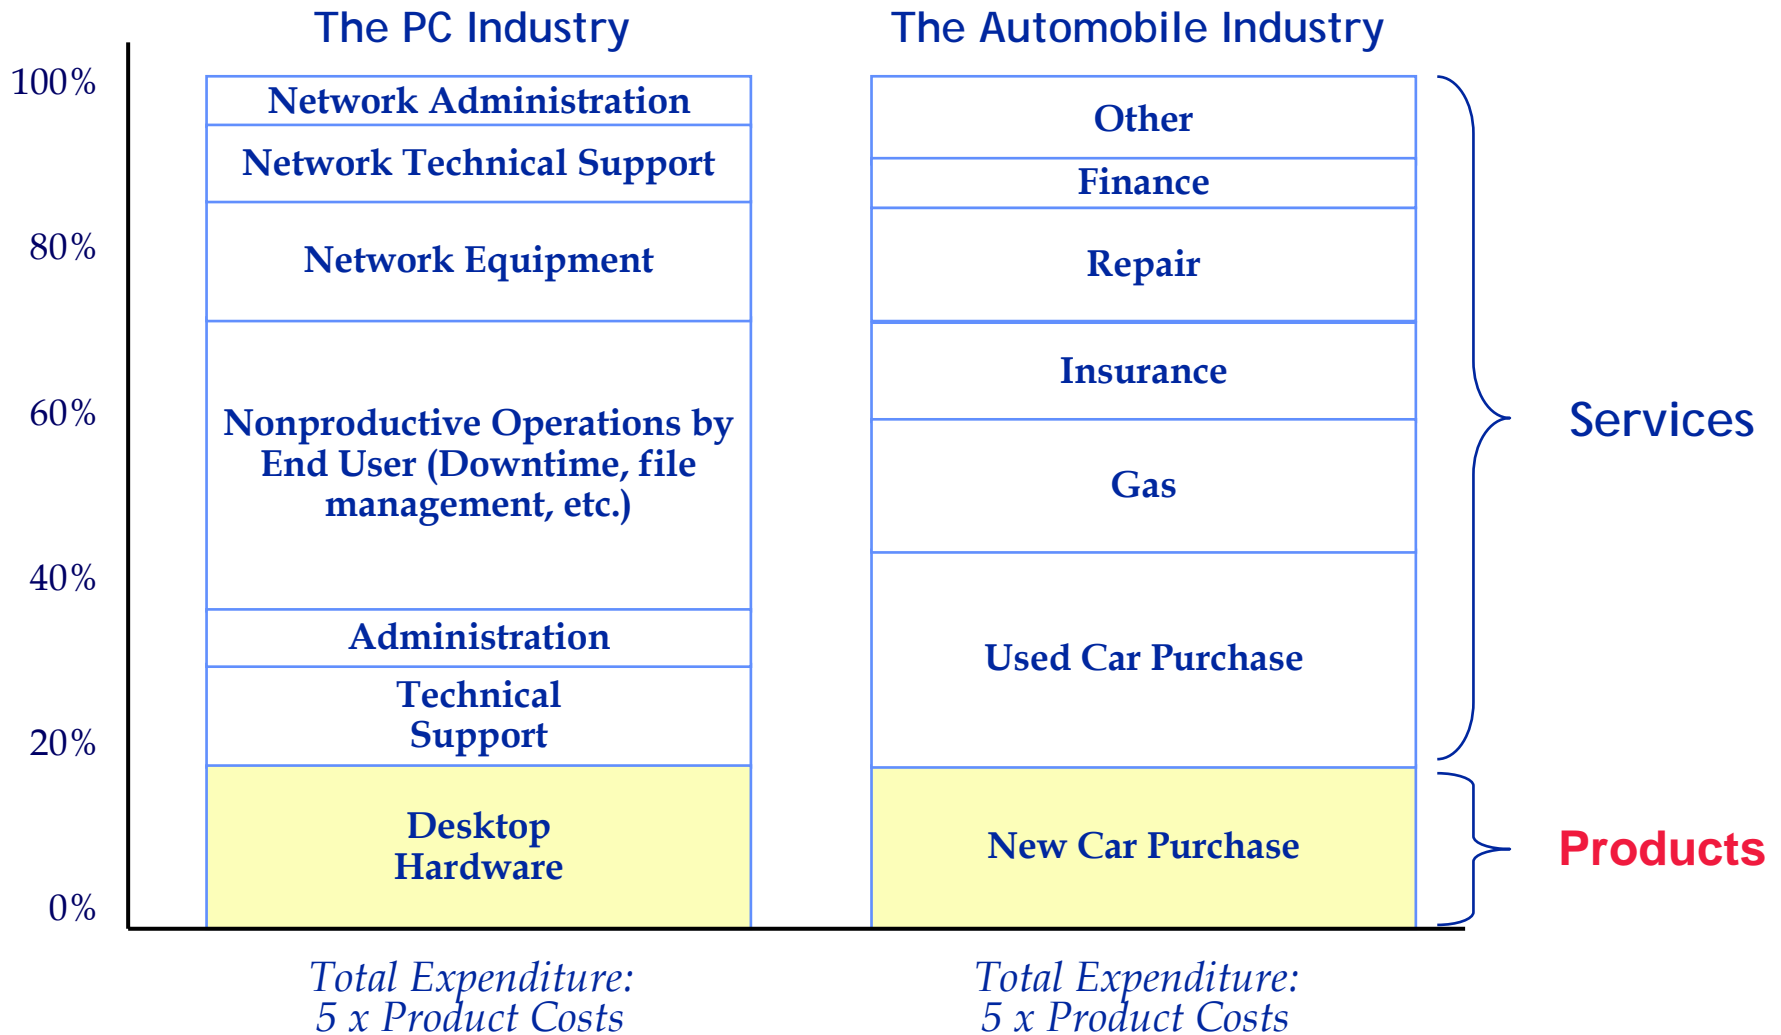 The PC Industry
The Automobile Industry
100%
80%
60%
40%
20%
0%
Network Administration
Network Technical Support
Network Equipment
Nonproductive Operations by
End User (Downtime, file
management, etc.)
Administration
Technical
Support
Desktop
Hardware
Other
Finance
Repair
Insurance
Gas
Used Car Purchase
New Car Purchase
Services
Products
Total Expenditure:
5 x Product Costs
Total Expenditure:
5 x Product Costs